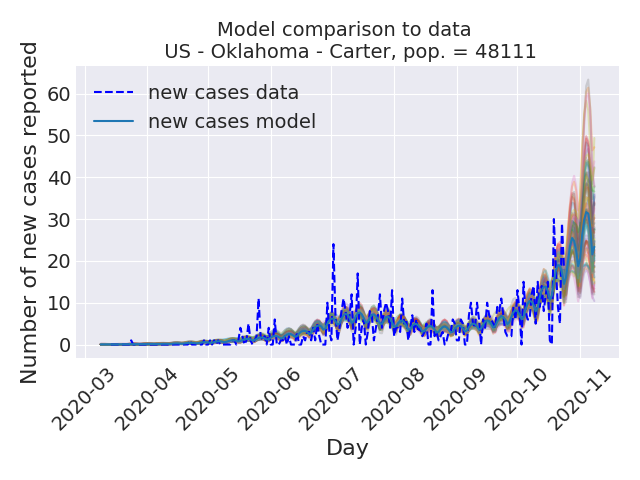 Model comparison to data
US - Oklahoma - Carter, pop. = 48111
Number of new cases reported
60
50
40
30
20
10
0
new cases data
new cases model
2020-03
2020-04
2020-05
2020-06
2020-07
2020-08
2020-09
2020-10
2020-11
Day